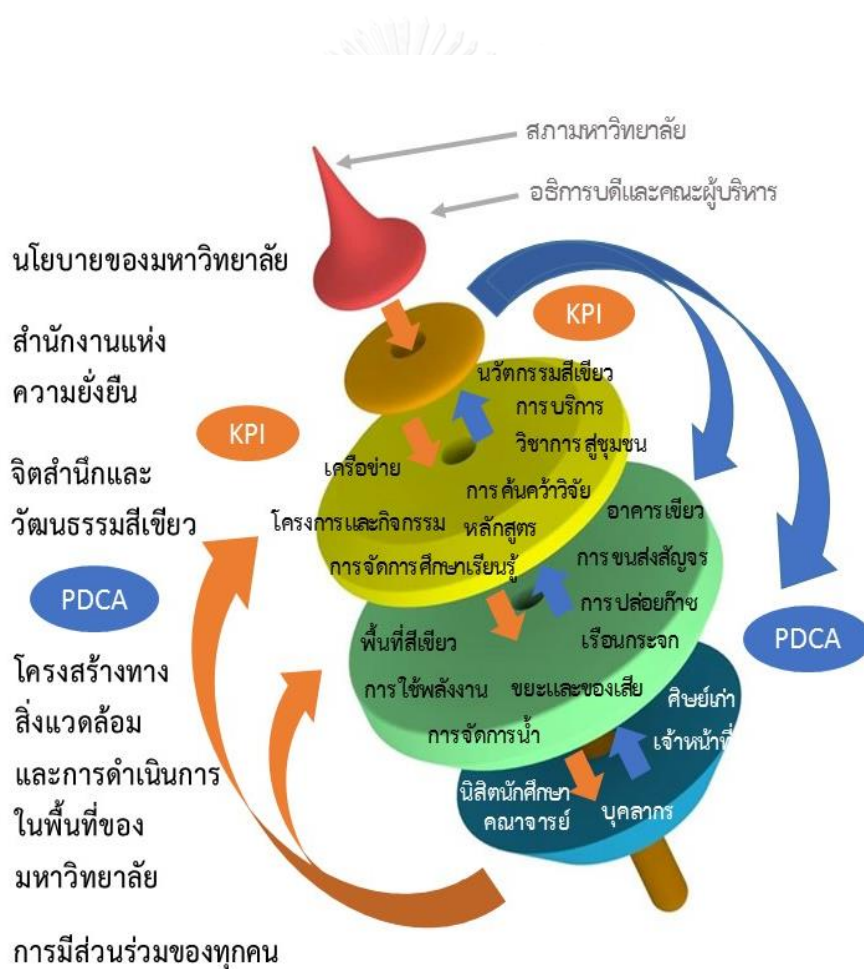 สภามหาวิทยาลัย
อธิการบดีและคณะผู้บริหาร
นโยบายของมหาวิทยาลัย
สำนักงานแห่ง
ความยั่งยืน
จิตสำนึกและ
วัฒนธรรมสีเขียว
PDCA
โครงสร้างทาง
สิ่งแวดล้อม
และการดำเนินการ
ในพื้นที่ของ
มหาวิทยาลัย
การมีส่วนร่วมของทุกคน
KPI
KPI
นวัตกรรมสีเขียว
การบริการ
วิชาการสู่ชุมชน
เครือข่าย
การค้นคว้าวิจัย
โครงการและกิจกรรม
หลักสูตร
การจัดการศึกษาเรียนรู้
อาคารเขียว
การขนส่งสัญจร
การปล่อยก๊าซ
เรือนกระจก
พื้นที่สีเขียว
การใช้พลังงาน
ขยะและของเสีย
การจัดการน้ำ
PDCA
ศิษย์เก่า
เจ้าหน้าที่
นิสิตนักศึกษา
คณาจารย์
บุคลากร